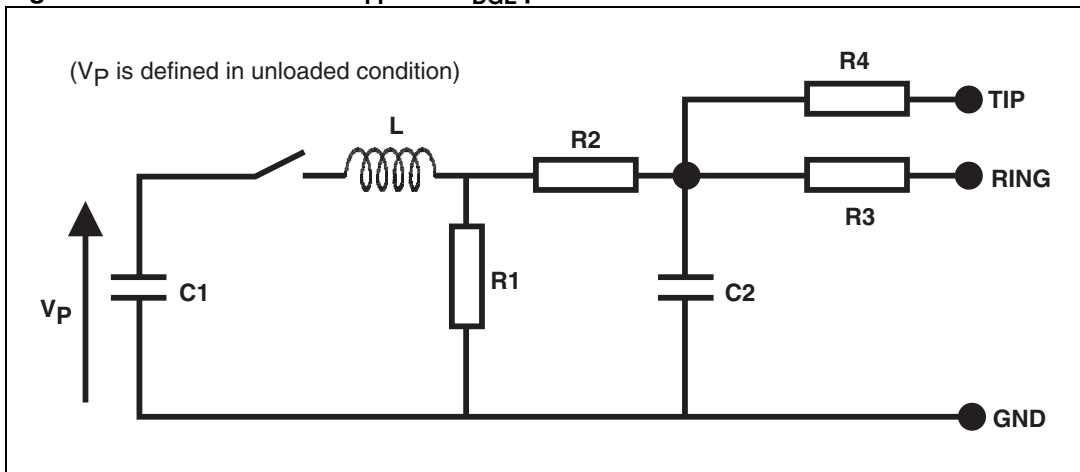 (VP is defined in unloaded condition)
R4
TIP
L
R2
RING
R3
R1
C1
C2
VP
GND